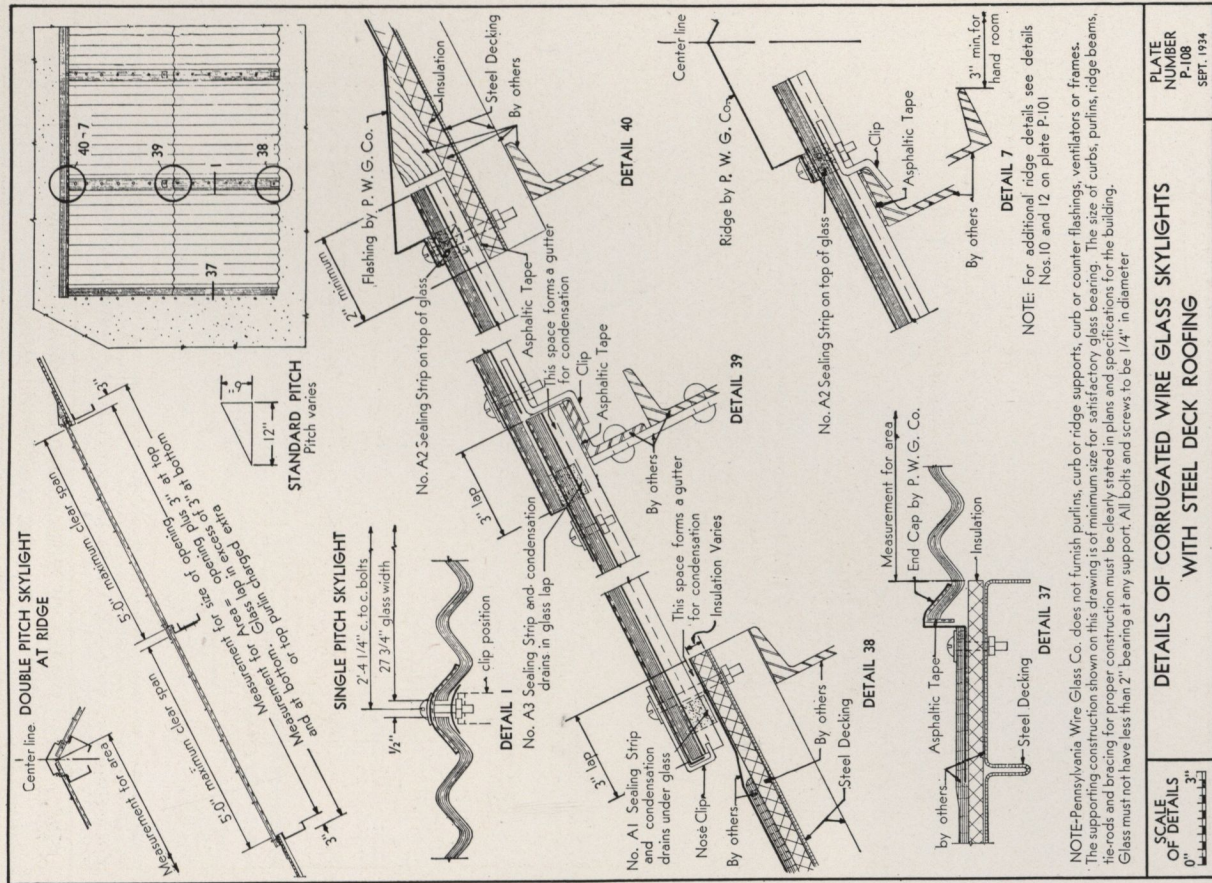 Center line
DOUBLE PITCH SKYLIGHT
AT RIDGE
Measurement for area
5'-0" maximum clear span
5'-0" maximum clear span
3"
3"
Measurement for Area =
Measurement for size of opening plus 3" at top
and at bottom. Glass lap in excess of 3" at bottom
or top purlin charged extra
STANDARD PITCH
Pitch varies
12"
6"
40-7
39
38
37
1
SINGLE PITCH SKYLIGHT
2'-4 1/4" c. to c. bolts
27 3/4" glass width
1/2"
clip position
DETAIL 1
No. A3 Sealing Strip and condensation
drains in glass lap
No. A2 Sealing Strip on top of glass
2" minimum
Flashing by P. W. G. Co.
Insulation
Steel Decking
By others
Asphaltic Tape
This space forms a gutter
for condensation
DETAIL 40
3" lap
Clip
Asphaltic Tape
By others
DETAIL 39
No. A1 Sealing Strip
and condensation
drains under glass
3" lap
Nose Clip
By others
This space forms a gutter
for condensation
Insulation Varies
By others
Steel Decking
DETAIL 38
Center line
Ridge by P. W. G. Co.
No. A2 Sealing Strip on top of glass
Clip
Asphaltic Tape
By others
3" min. for
hand room
DETAIL 7
NOTE: For additional ridge details see details
Nos. 10 and 12 on plate P-101
Measurement for area
End Cap by P. W. G. Co.
by others
Asphaltic Tape
Insulation
Steel Decking
DETAIL 37
NOTE-Pennsylvania Wire Glass Co. does not furnish purlins, curb or ridge supports, curb or counter flashings, ventilators or frames.
The supporting construction shown on this drawing is of minimum size for satisfactory glass bearing. The size of curbs, purlins, ridge beams,
tie-rods and bracing for proper construction must be clearly stated in plans and specifications for the building.
Glass must not have less than 2" bearing at any support. All bolts and screws to be 1/4" in diameter
SCALE
OF DETAILS
0" 3"
DETAILS OF CORRUGATED WIRE GLASS SKYLIGHTS
WITH STEEL DECK ROOFING
PLATE
NUMBER
P-108
SEPT. 1934